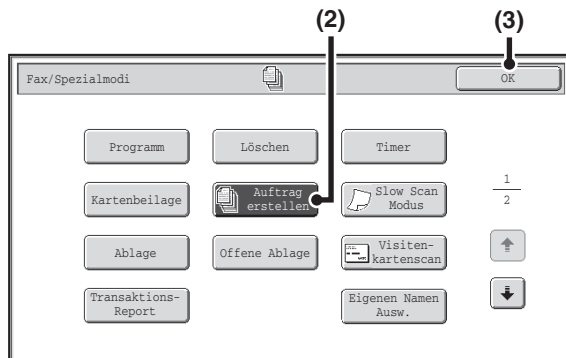 (2) (3)
Fax/Spezialmodi OK
Programm Löschen Timer
Kartenbeilage Auftrag erstellen Slow Scan Modus 1
2
Ablage Offene Ablage Visiten-
kartenscan
Transaktions-
Report Eigenen Namen
Ausw.